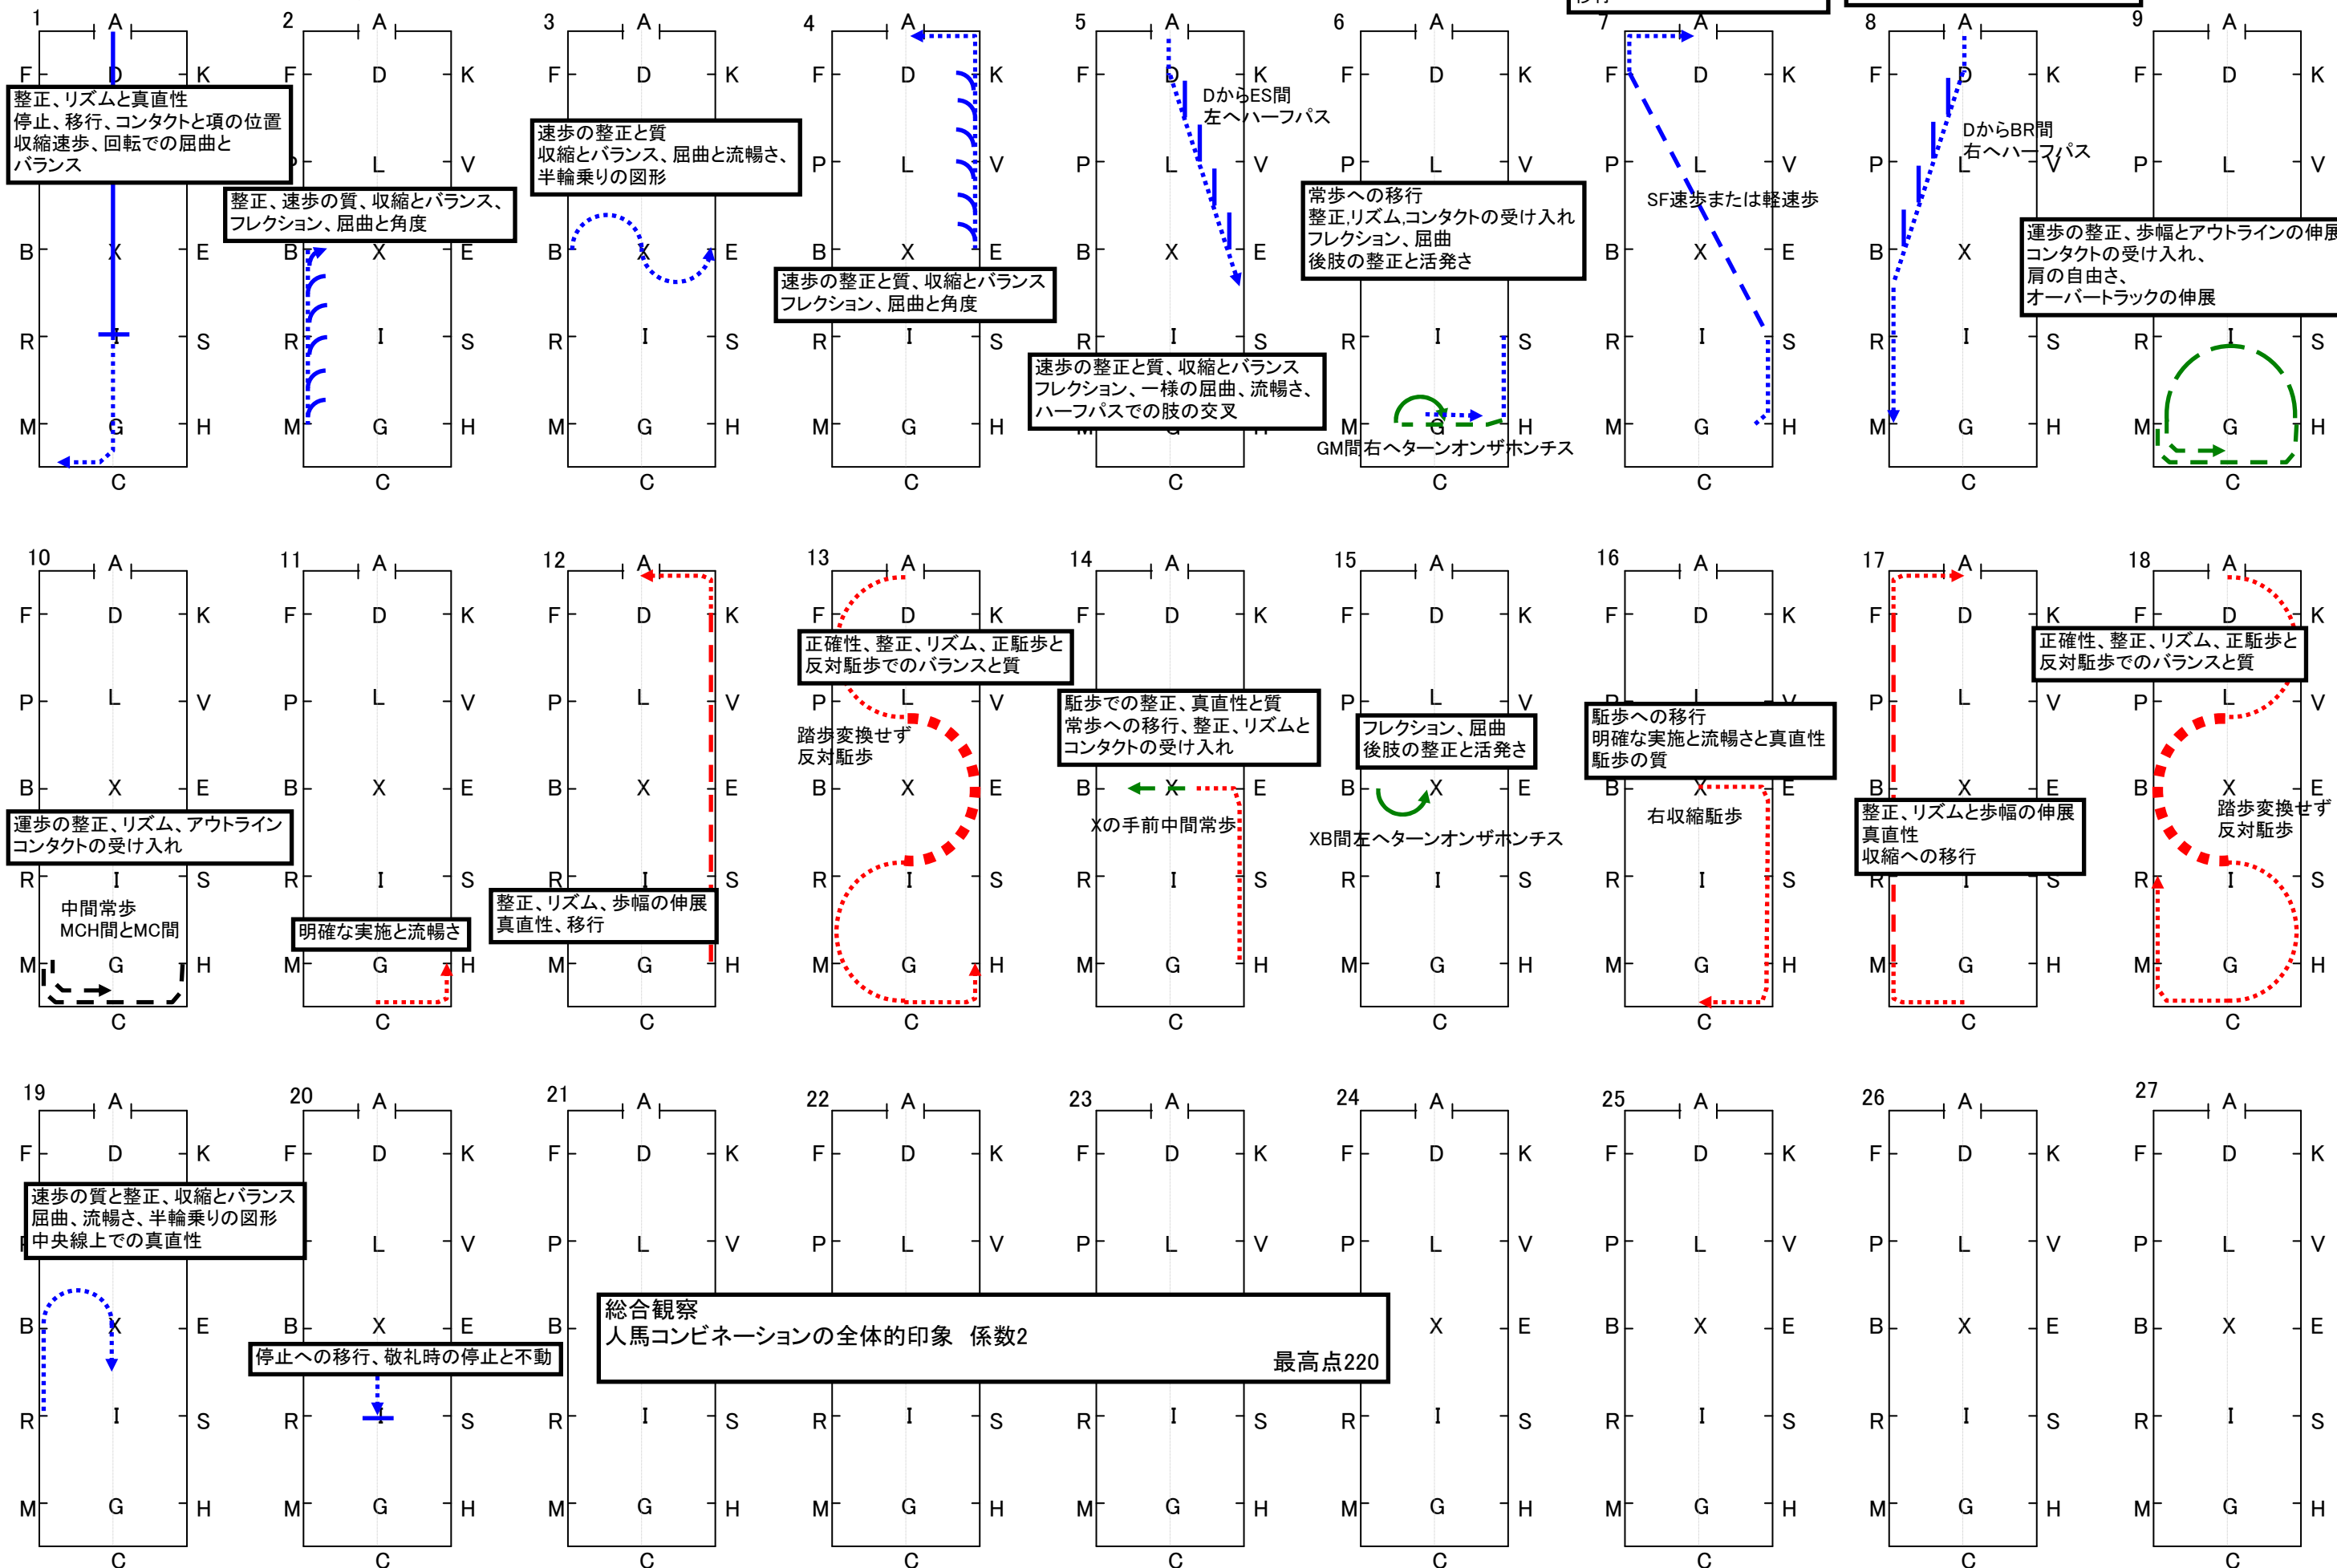 1
2
3
4
5
6
7
8
9
A
A
A
A
A
A
A
A
A
F D K
F D K
F D K
F D K
F D K
F D K
F D K
F D K
F D K
整正、リズムと真直性
停止、移行、コンタクトと項の位置
収縮速歩、回転での屈曲と
バランス
整正、速歩の質、収縮とバランス、
フレクション、屈曲と角度
速歩の整正と質
収縮とバランス、屈曲と流暢さ、
半輪乗りの図形
速歩の整正と質、収縮とバランス
フレクション、屈曲と角度
DからES間
左へハーフパス
速歩の整正と質、収縮とバランス
フレクション、一様の屈曲、流暢さ、
ハーフパスでの肢の交叉
常歩への移行
整正,リズム,コンタクトの受け入れ
フレクション、屈曲
後肢の整正と活発さ
GM間右へターンオンザホンチス
SF速歩または軽速歩
DからBR間
右へハーフパス
運歩の整正、歩幅とアウトラインの伸展
コンタクトの受け入れ、
肩の自由さ、
オーバートラックの伸展
L V
P L V
P L V
P L V
P L V
P L V
P L V
P L V
B X E
B X E
B X E
B X E
B X E
B X E
B X E
R I S
R I S
R I S
R I S
R I S
R I S
R I S
R I S
R I S
M G H
M G H
M G H
M G H
M G H
M G H
M G H
M G H
C
C
C
C
C
C
C
C
C
10
11
12
13
14
15
16
17
18
A
A
A
A
A
A
A
A
A
F D K
F D K
F D K
F D K
F D K
F D K
F D K
F D K
F D K
P L V
P L V
P L V
P L V
P L V
P L V
P L V
B X E
B X E
B X E
B X E
B X
B X E
X E
B X E
B X E
運歩の整正、リズム、アウトライン
コンタクトの受け入れ
中間常歩
MCH間とMC間
明確な実施と流暢さ
整正、リズム、歩幅の伸展
真直性、移行
正確性、整正、リズム、正駈歩と
反対駈歩でのバランスと質
踏歩変換せず
反対駈歩
駈歩での整正、真直性と質
常歩への移行、整正、リズムと
コンタクトの受け入れ
Xの手前中間常歩
フレクション、屈曲
後肢の整正と活発さ
XB間左へターンオンザホンチス
駈歩への移行
明確な実施と流暢さと真直性
駈歩の質
右収縮駈歩
整正、リズムと歩幅の伸展
真直性
収縮への移行
正確性、整正、リズム、正駈歩と
反対駈歩でのバランスと質
踏歩変換せず
反対駈歩
R I S
R I S
R I S
R I S
R I S
R I S
R I S
R I S
M G H
M G H
M G H
M G H
M G H
M G H
M G H
M G H
M G H
C
C
C
C
C
C
C
C
C
19
20
21
22
23
24
25
26
27
A
A
A
A
A
A
A
A
A
F D K
F D K
F D K
F D K
F D K
F D K
F D K
F D K
F D K
速歩の質と整正、収縮とバランス
屈曲、流暢さ、半輪乗りの図形
中央線上での真直性
L V
P L V
P L V
P L V
P L V
P L V
P L V
P L V
B X E
B X E
B
X E
B X E
B X E
B X E
停止への移行、敬礼時の停止と不動
総合観察
人馬コンビネーションの全体的印象 係数2
最高点220
R I S
R I S
R I S
R I S
R I S
R I S
R I S
R I S
R I S
M G H
M G H
M G H
M G H
M G H
M G H
M G H
M G H
M G H
C
C
C
C
C
C
C
C
C